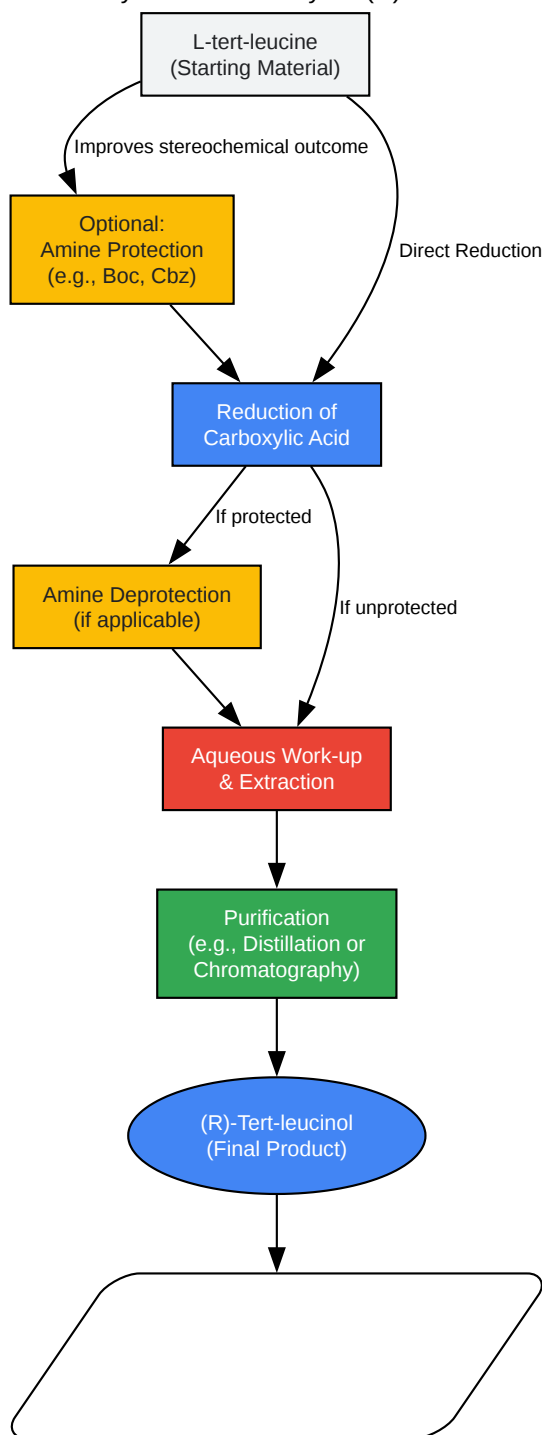 L-tert-leucine
(Starting Material)
Improves stereochemical outcome
Optional:
Amine Protection
(e.g., Boc, Cbz)
Direct Reduction
Reduction of
Carboxylic Acid
If protected
Amine Deprotection
(if applicable)
If unprotected
Aqueous Work-up
& Extraction
Purification
(e.g., Distillation or
Chromatography)
(R)-Tert-leucinol
(Final Product)